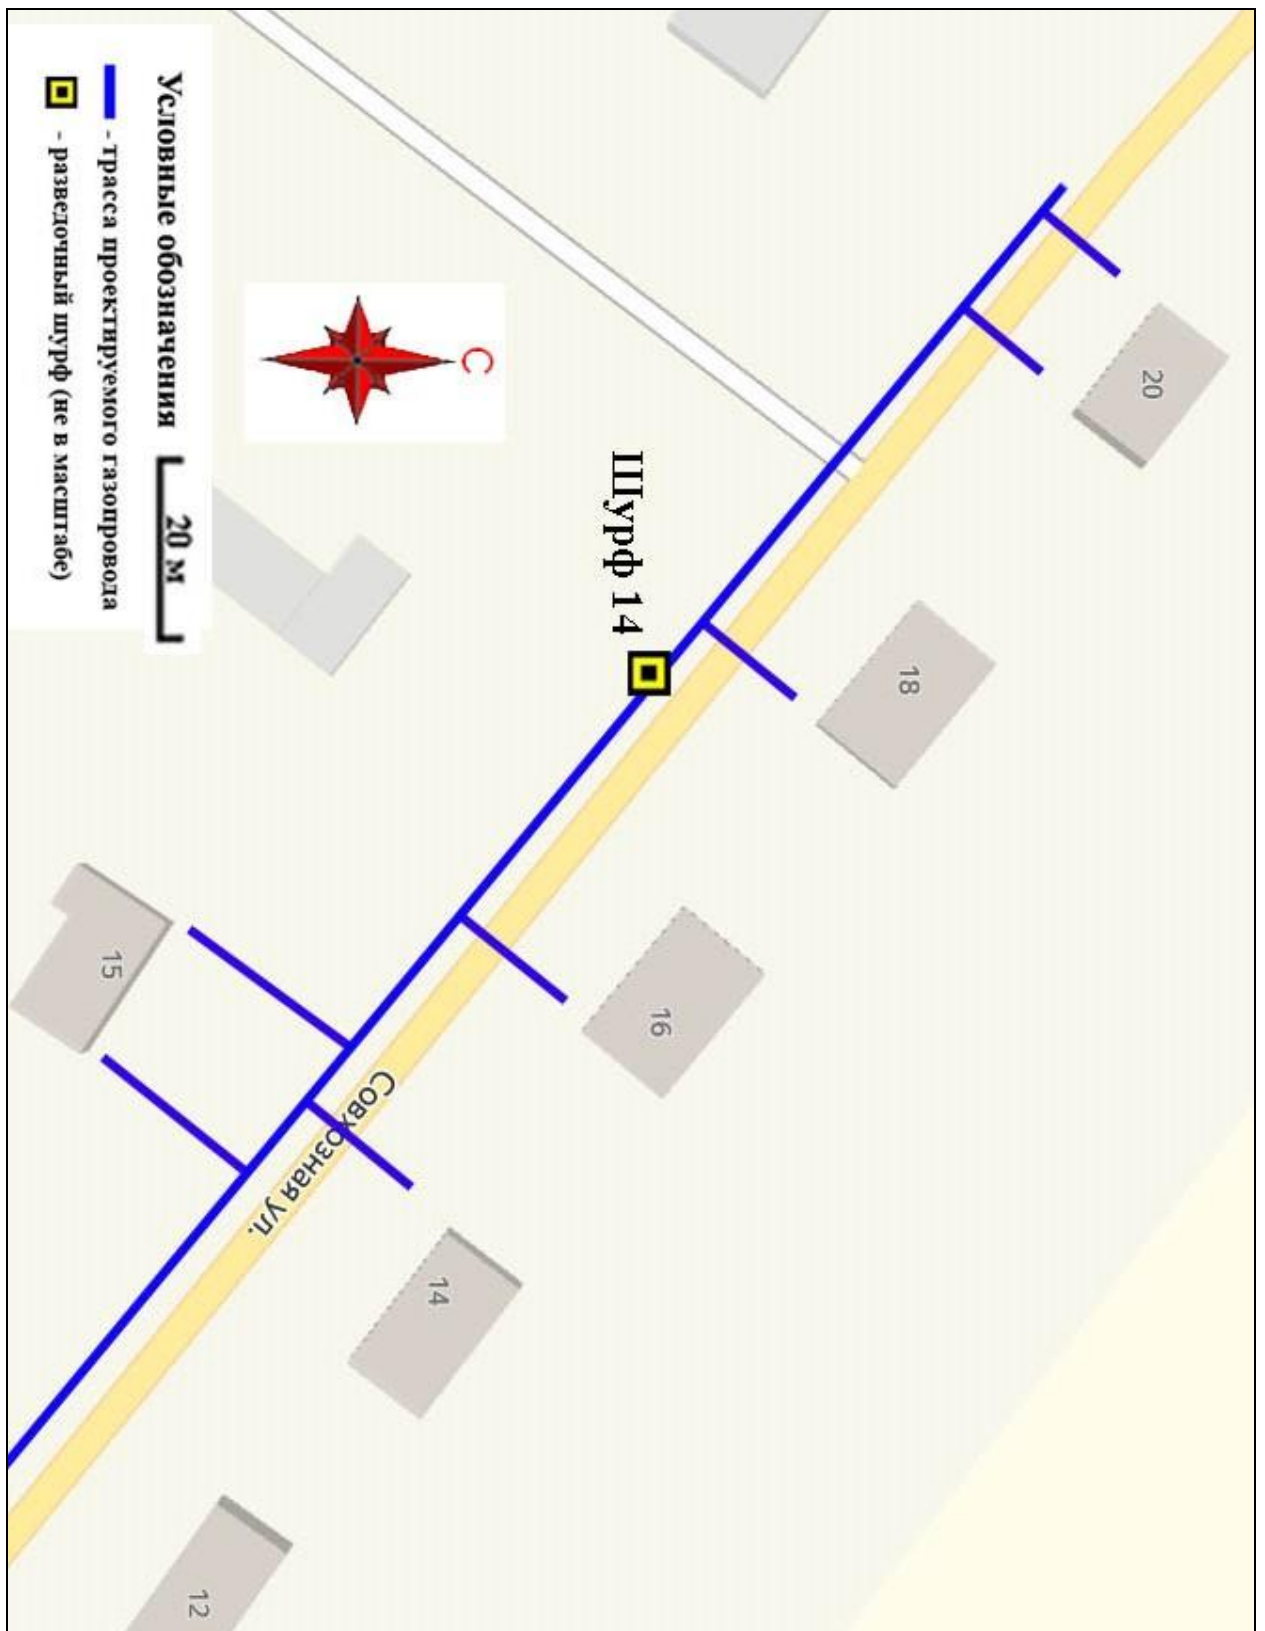 С
20
18
Шурф 14
16
15
Совхозная ул.
14
12
Условные обозначения
20 м
- трасса проектируемого газопровода
- разведочный шурф (не в масштабе)